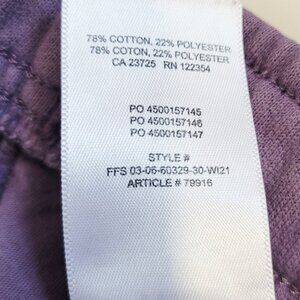 78% COTTON, 22% POLYESTER
78% COTON, 22% POLYESTER
CA 23725 RN 122354
PO 4500157145
PO 4500157146
PO 4500157147
STYLE #
FFS 03-06-60329-30-WI21
ARTICLE # 79916